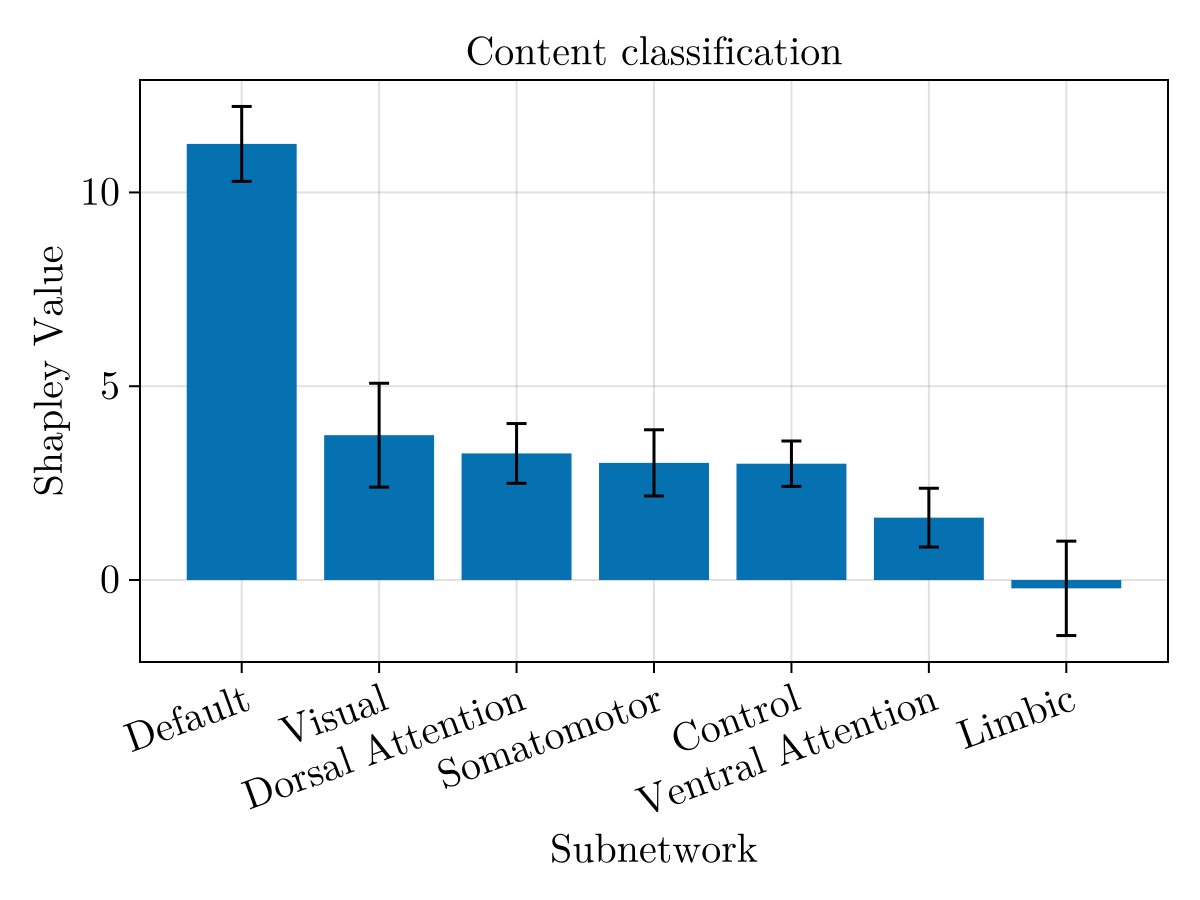 Content classification
Shapley Value
10
5
0
Default
Visual
Dorsal Attention
Somatomotor
Control
Ventral Attention
Limbic
Subnetwork